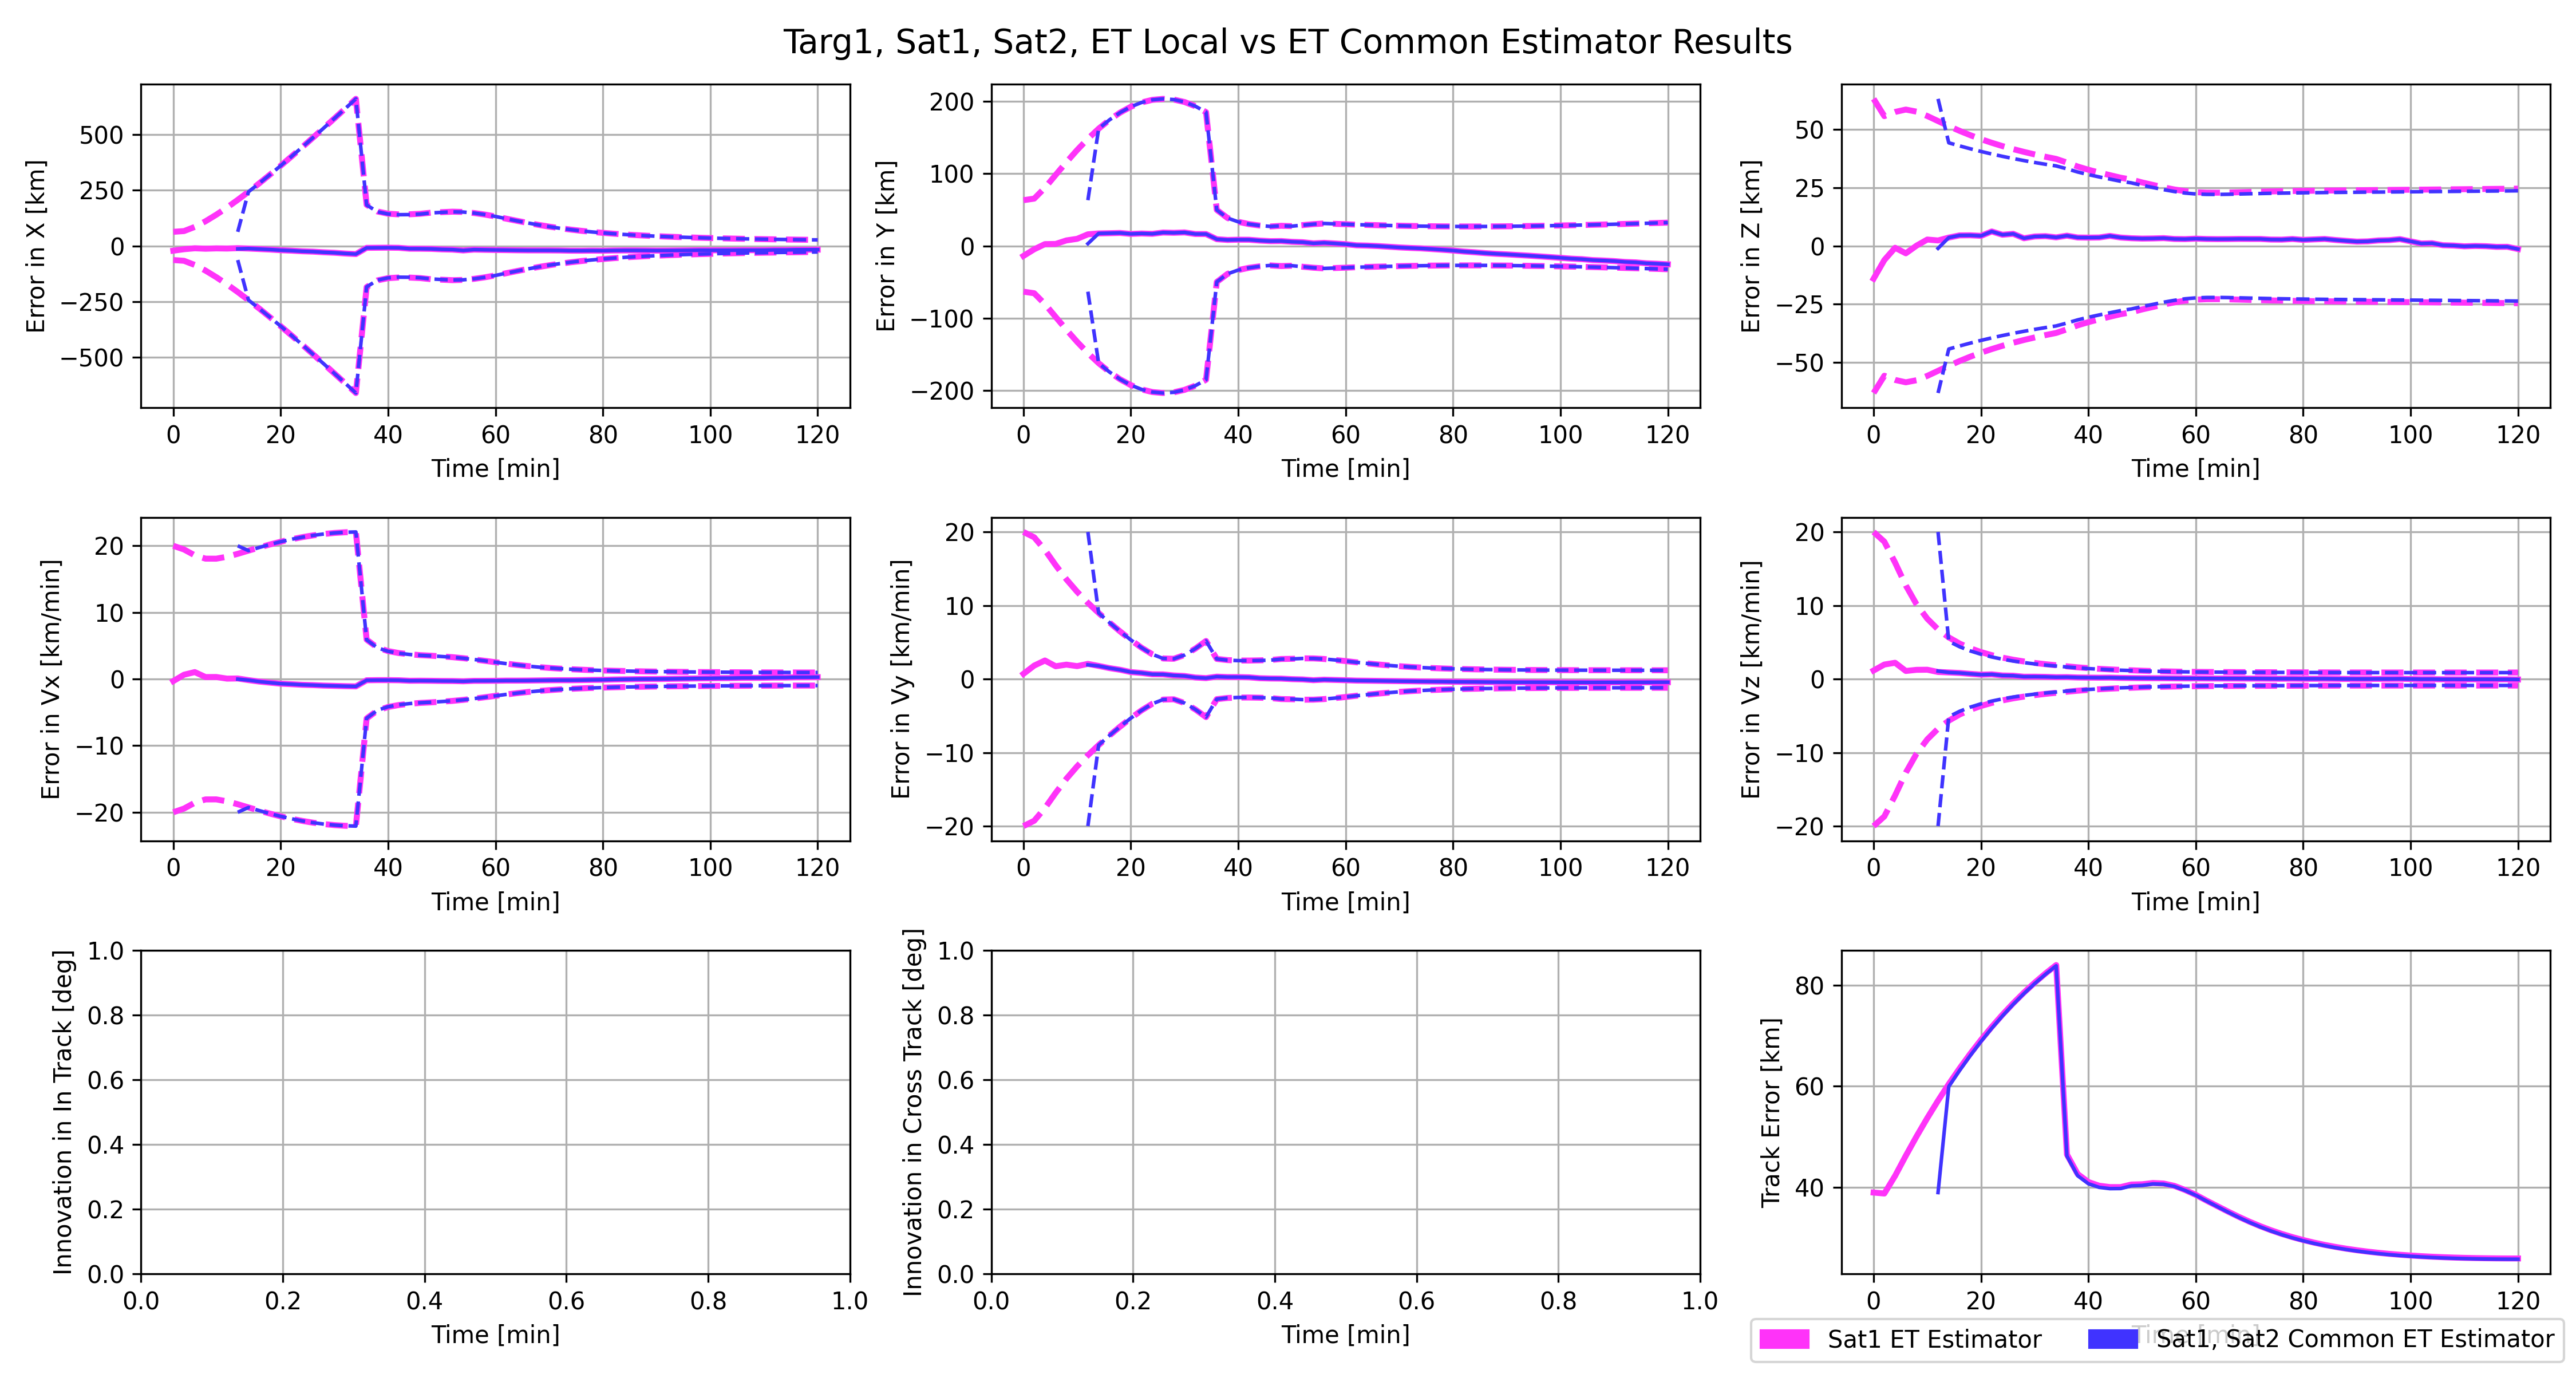 Targ1, Sat1, Sat2, ET Local vs ET Common Estimator Results
Error in X [km]
500
250
0
−250
−500
0 20 40 60 80 100 120
Time [min]
Error in Y [km]
200
100
0
−100
−200
0 20 40 60 80 100 120
Time [min]
Error in Z [km]
50
25
0
−25
−50
0 20 40 60 80 100 120
Time [min]
Error in Vx [km/min]
20
10
0
−10
−20
0 20 40 60 80 100 120
Time [min]
Error in Vy [km/min]
20
10
0
−10
−20
0 20 40 60 80 100 120
Time [min]
Error in Vz [km/min]
20
10
0
−10
−20
0 20 40 60 80 100 120
Time [min]
Innovation in In Track [deg]
1.0
0.8
0.6
0.4
0.2
0.0
0.0 0.2 0.4 0.6 0.8 1.0
Time [min]
Innovation in Cross Track [deg]
1.0
0.8
0.6
0.4
0.2
0.0
0.0 0.2 0.4 0.6 0.8 1.0
Time [min]
Track Error [km]
80
60
40
0 20 40 60 80 100 120
Time [min]
Sat1 ET Estimator
Sat1, Sat2 Common ET Estimator